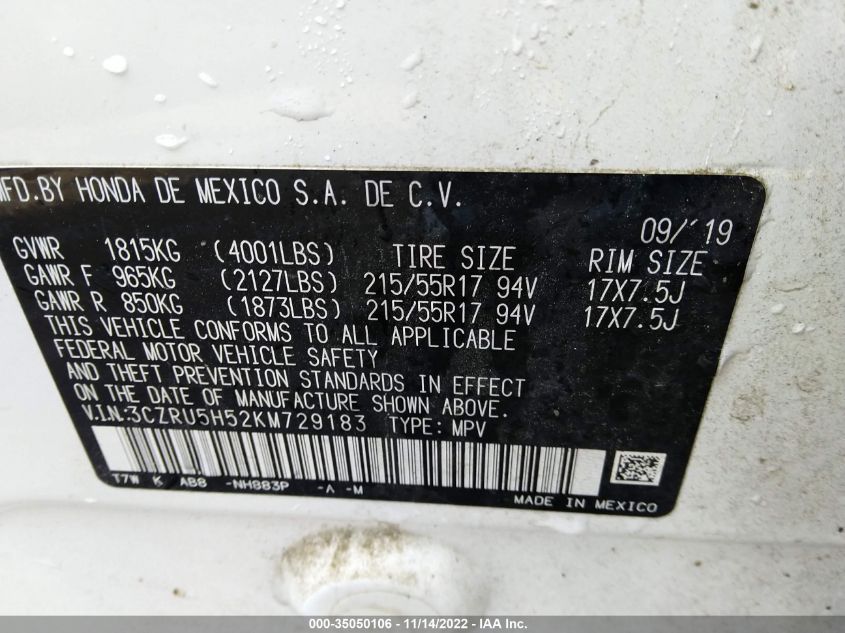 MFD.BY HONDA DE MEXICO S.A. DE C.V.
09/'19
GVWR 1815KG (4001LBS) TIRE SIZE RIM SIZE
GAWR F 965KG (2127LBS) 215/55R17 94V 17X7.5J
GAWR R 850KG (1873LBS) 215/55R17 94V 17X7.5J
THIS VEHICLE CONFORMS TO ALL APPLICABLE
FEDERAL MOTOR VEHICLE SAFETY
AND THEFT PREVENTION STANDARDS IN EFFECT
ON THE DATE OF MANUFACTURE SHOWN ABOVE.
V.I.N:3CZRU5H52KM729183 TYPE: MPV
T7W K AB8 -NH883P -A -M
MADE IN MEXICO
000-35050106 - 11/14/2022 - © IAA Inc.